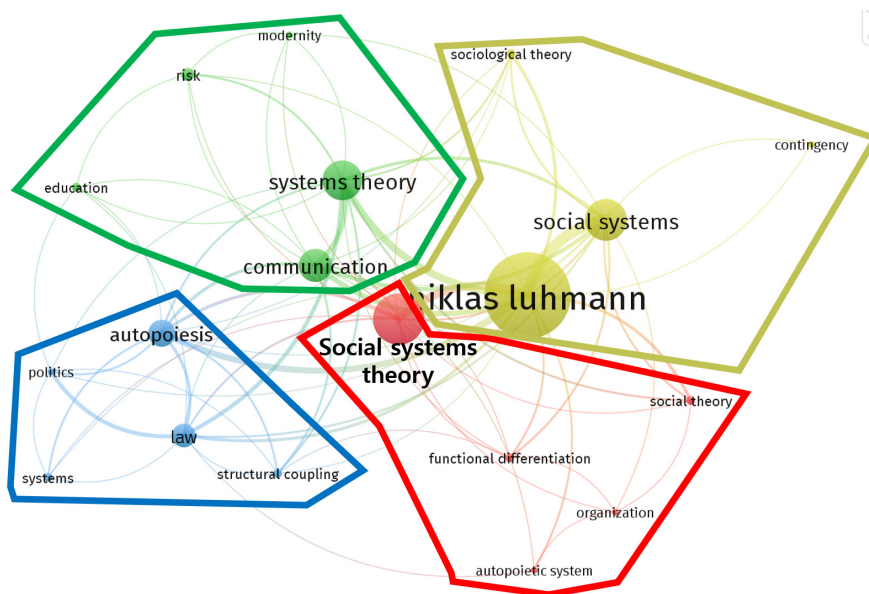 modernity
sociological theory
risk
contingency
education
systems theory
social systems
communication
niklas luhmann
autopoiesis
Social systems
theory
politics
social theory
law
functional differentiation
systems
structural coupling
organization
autopoietic system